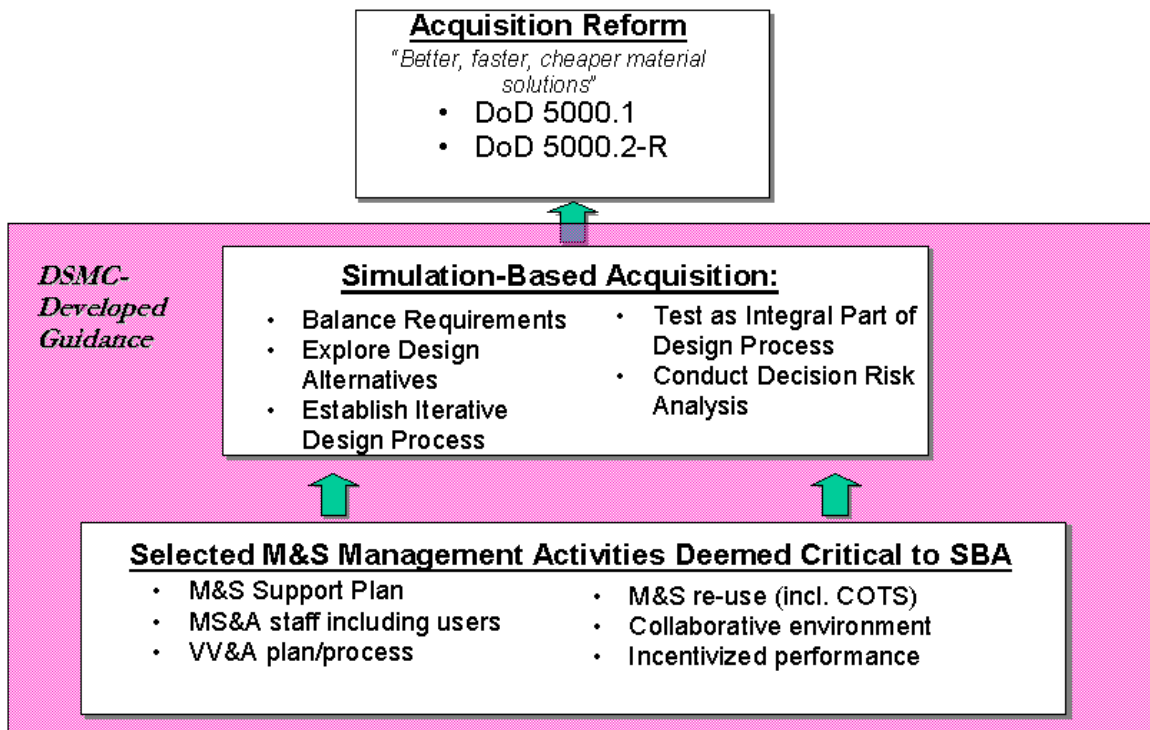 Acquisition Reform
"Better, faster, cheaper material
solutions"
• DoD 5000.1
• DoD 5000.2-R
DSMC-
Developed
Guidance
Simulation-Based Acquisition:
• Balance Requirements
• Explore Design
Alternatives
• Establish Iterative
Design Process
• Test as Integral Part of
Design Process
• Conduct Decision Risk
Analysis
Selected M&S Management Activities Deemed Critical to SBA
• M&S Support Plan
• MS&A staff including users
• VV&A plan/process
• M&S re-use (incl. COTS)
• Collaborative environment
• Incentivized performance